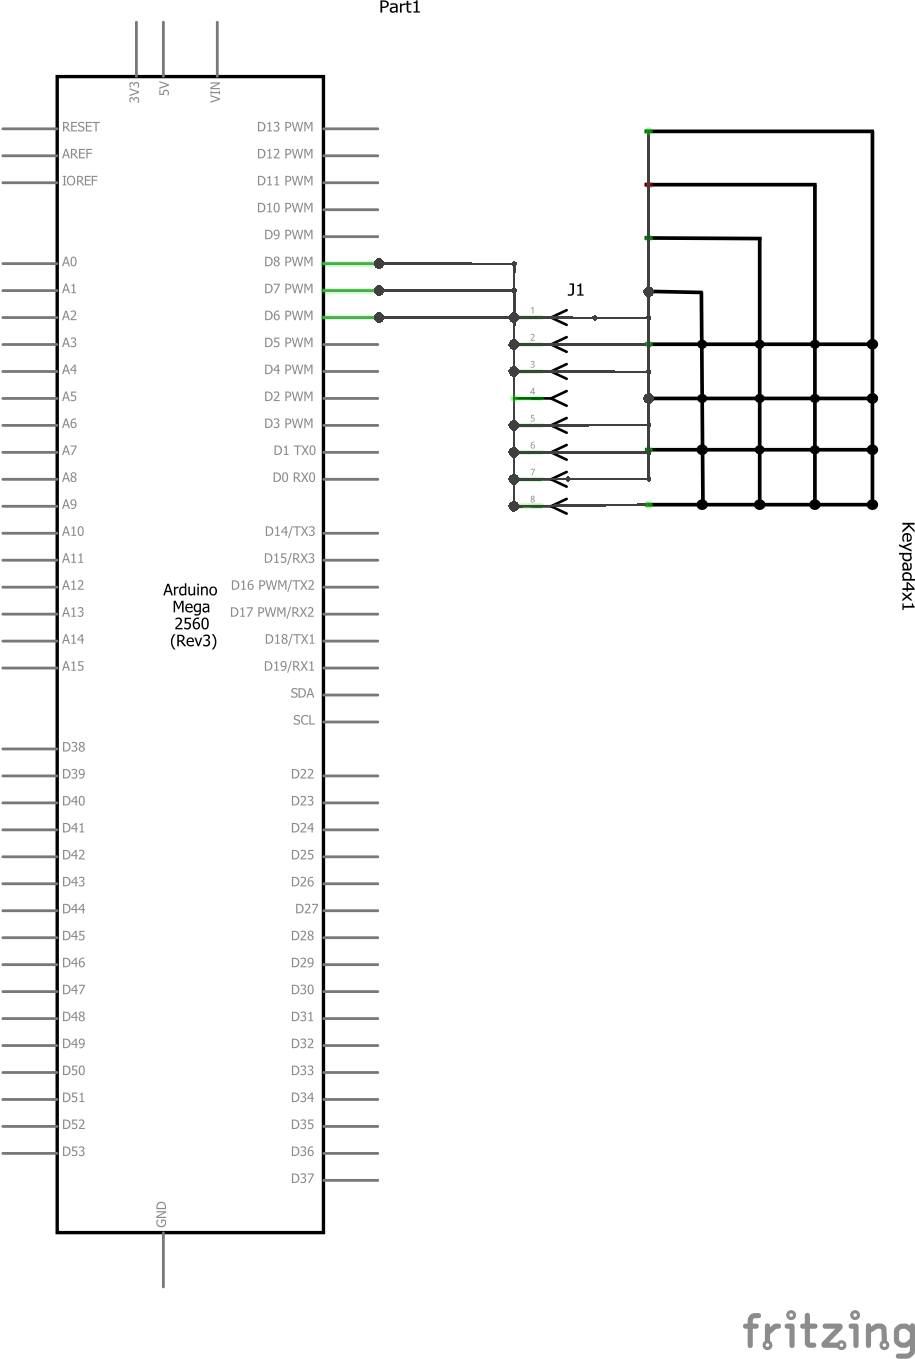 Part1
3V3
5V
VIN
RESET
D13 PWM
AREF
D12 PWM
IOREF
D11 PWM
D10 PWM
D9 PWM
A0
D8 PWM
A1
D7 PWM
J1
A2
D6 PWM
1
A3
D5 PWM
2
A4
D4 PWM
3
A5
D2 PWM
4
A6
D3 PWM
5
A7
D1 TX0
6
A8
D0 RX0
7
A9
8
A10
D14/TX3
A11
D15/RX3
A12
D16 PWM/TX2
A13
D17 PWM/RX2
A14
D18/TX1
A15
D19/RX1
Arduino
Mega
2560
(Rev3)
Keypad4x1
SDA
SCL
D38
D39
D22
D40
D23
D41
D24
D42
D25
D43
D26
D44
D27
D45
D28
D46
D29
D47
D30
D48
D31
D49
D32
D50
D33
D51
D34
D52
D35
D53
D36
D37
GND
fritzing